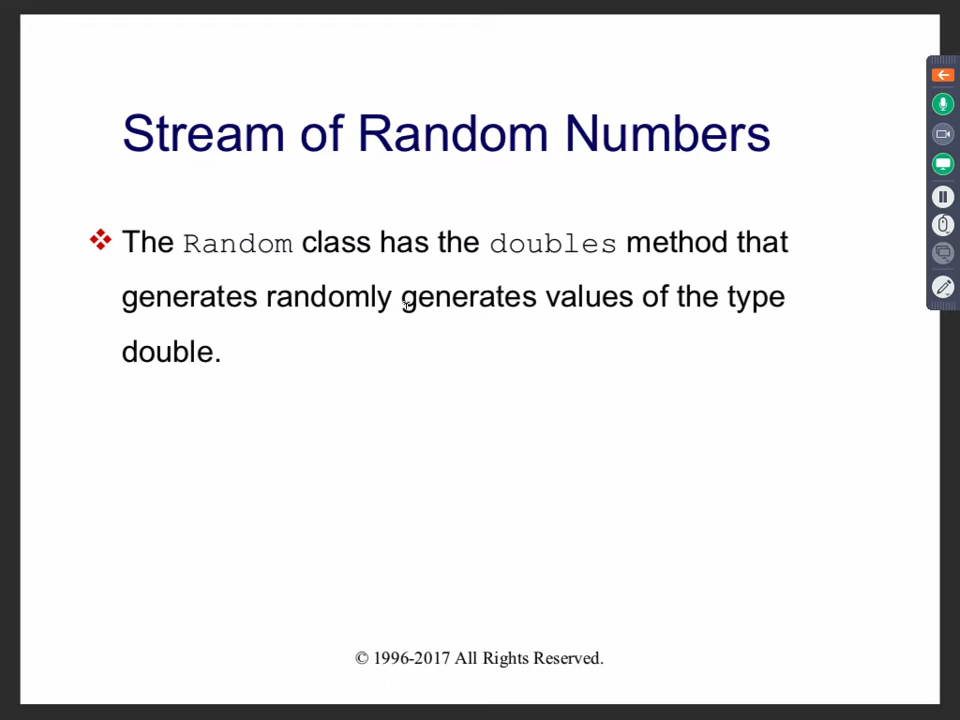 Stream of Random Numbers
The Random class has the doubles method that
generates randomly generates values of the type
double.
© 1996-2017 All Rights Reserved.